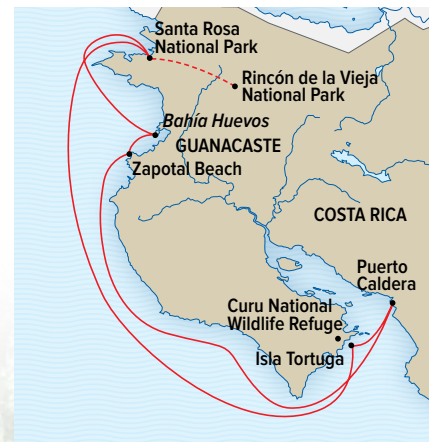 Santa Rosa
National Park
Rincón de la Vieja
National Park
Bahía Huevos
GUANACASTE
Zapotal Beach
COSTA RICA
Puerto
Caldera
Curu National
Wildlife Refuge
Isla Tortuga